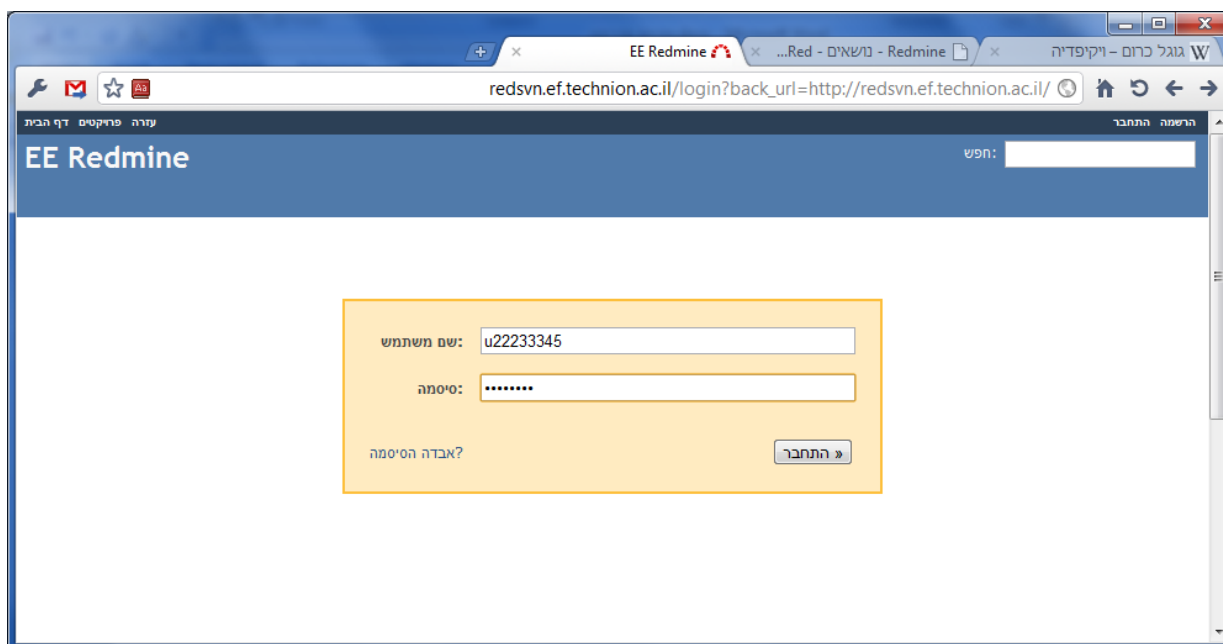 גוגל כרום – ויקיפדיה
Redmine - נושאים - Red...
EE Redmine
redsvn.ef.technion.ac.il/login?back_url=http://redsvn.ef.technion.ac.il/
הרשמה התחבר
עזרה פרויקטים דף הבית
EE Redmine
חפש:
שם משתמש:
u22233345
סיסמה:
••••••••
אבדה הסיסמה?
התחבר »